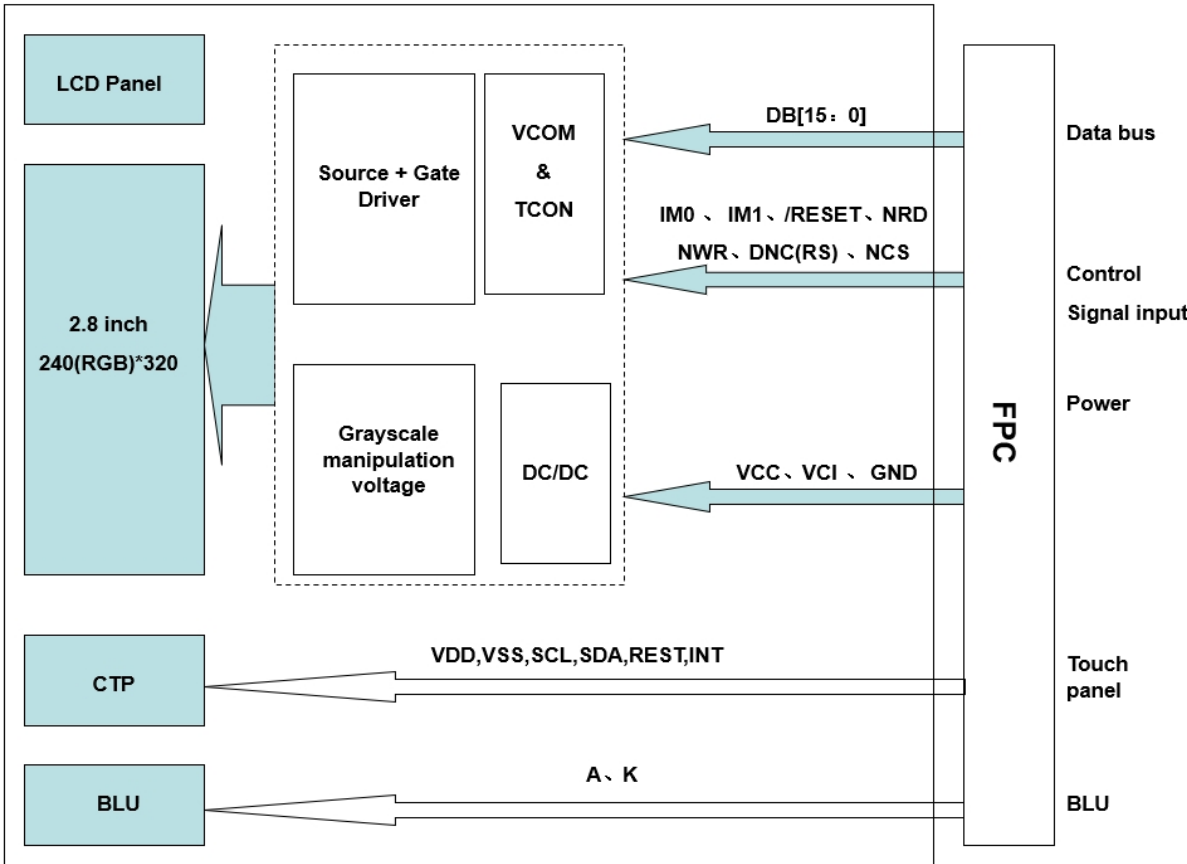 LCD Panel
2.8 inch
240(RGB)*320
Source + Gate
Driver
VCOM
&
TCON
Grayscale
manipulation
voltage
DC/DC
DB[15：0]
IM0 、 IM1、/RESET、NRD
NWR、DNC(RS) 、NCS
VCC、VCI 、 GND
FPC
Data bus
Control
Signal input
Power
CTP
VDD,VSS,SCL,SDA,REST,INT
Touch
panel
BLU
A、K
BLU